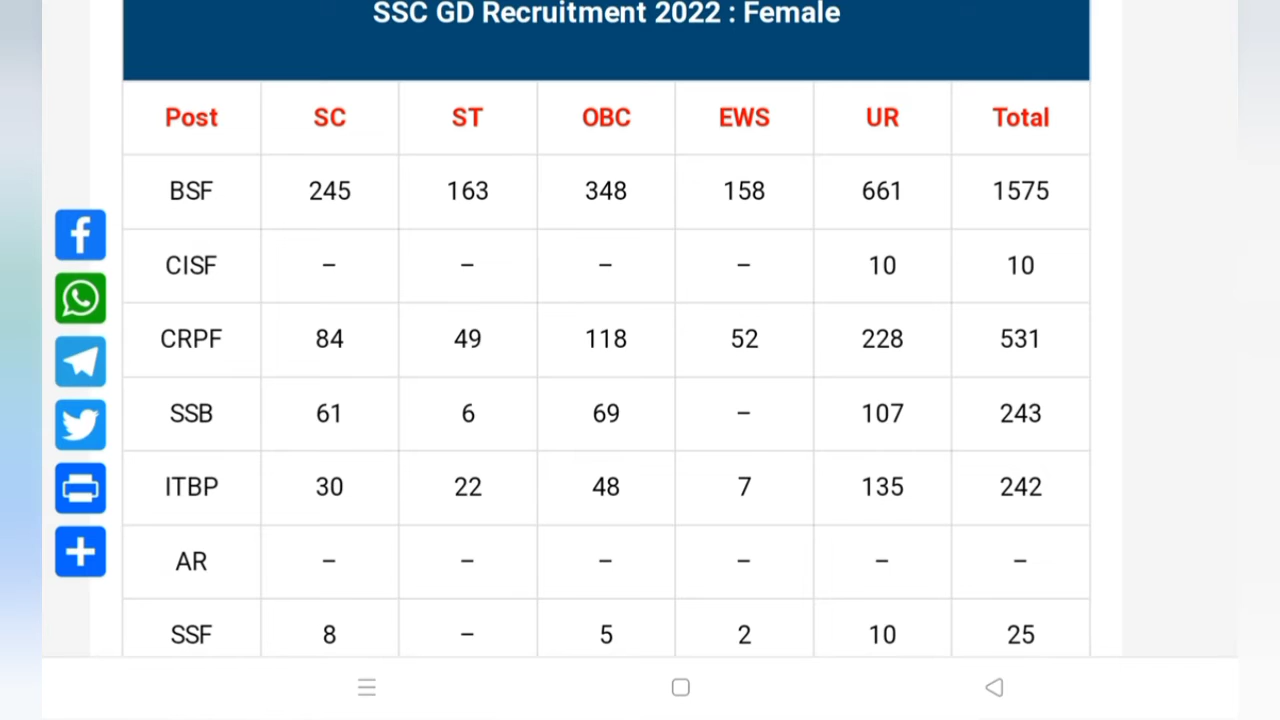 SSC GD Recruitment 2022 : Female
Post SC ST OBC EWS UR Total
BSF 245 163 348 158 661 1575
CISF – – – – 10 10
CRPF 84 49 118 52 228 531
SSB 61 6 69 – 107 243
ITBP 30 22 48 7 135 242
AR – – – – – –
SSF 8 – 5 2 10 25